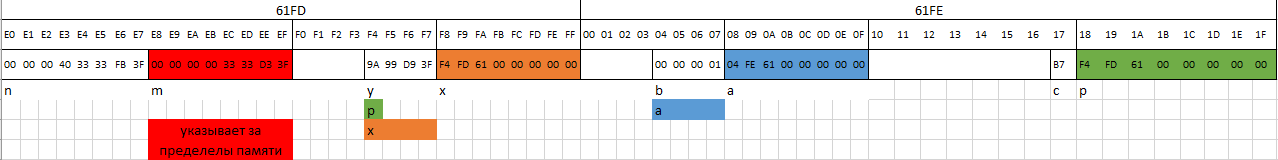 61FD 61FE
E0 E1 E2 E3 E4 E5 E6 E7 E8 E9 EA EB EC ED EE EF F0 F1 F2 F3 F4 F5 F6 F7 F8 F9 FA FB FC FD FE FF 00 01 02 03 04 05 06 07 08 09 0A 0B 0C 0D 0E 0F 10 11 12 13 14 15 16 17 18 19 1A 1B 1C 1D 1E 1F
00 00 00 40 33 33 FB 3F 00 00 00 00 33 33 D3 3F 9A 99 D9 3F F4 FD 61 00 00 00 00 00 00 00 00 01 04 FE 61 00 00 00 00 00 B7 F4 FD 61 00 00 00 00 00
n m y x b a c p
p a
указывает за x
пределелы памяти